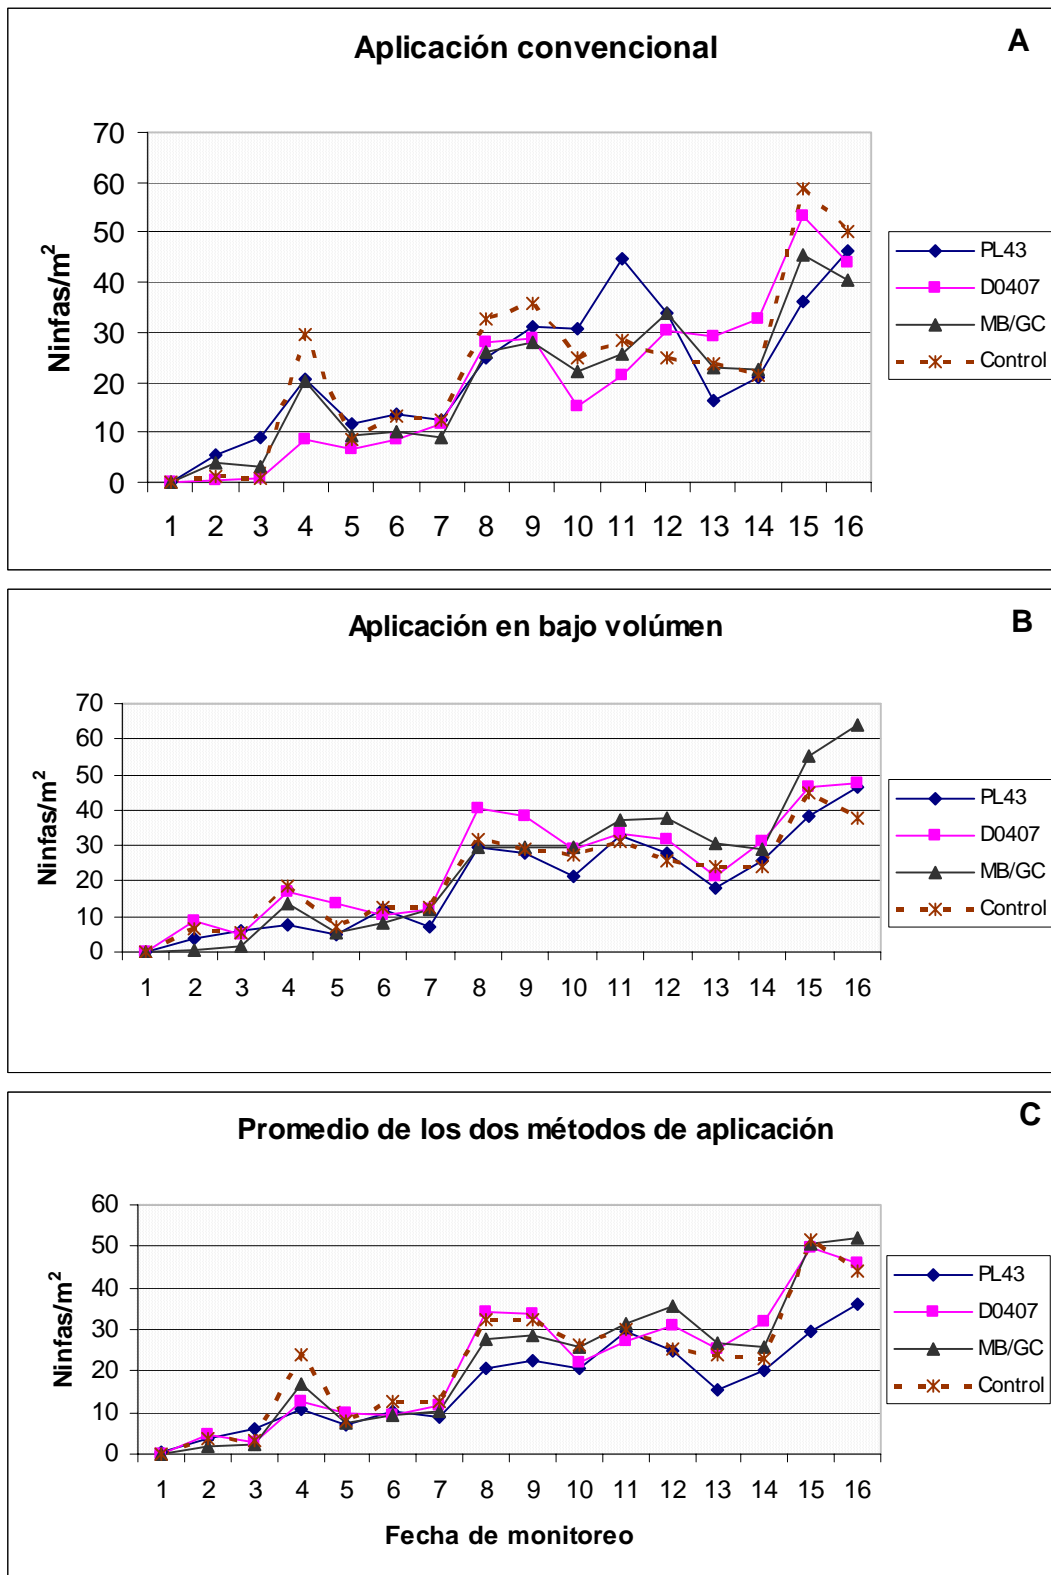 Aplicación convencional
A
70
60
50
40
30
20
10
0
Ninfas/m²
1 2 3 4 5 6 7 8 9 10 11 12 13 14 15 16
PL43
D0407
MB/GC
Control
Aplicación en bajo volúmen
B
70
60
50
40
30
20
10
0
Ninfas/m²
1 2 3 4 5 6 7 8 9 10 11 12 13 14 15 16
PL43
D0407
MB/GC
Control
Promedio de los dos métodos de aplicación
C
60
50
40
30
20
10
0
Ninfas/m²
1 2 3 4 5 6 7 8 9 10 11 12 13 14 15 16
Fecha de monitoreo
PL43
D0407
MB/GC
Control